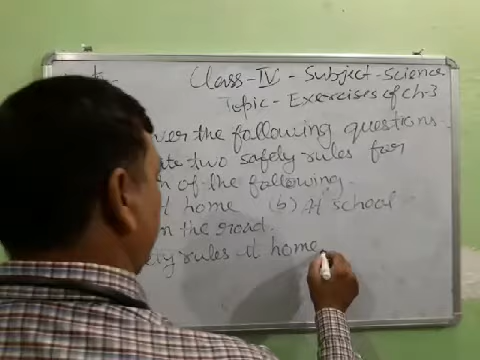 Class-IV - Subject-Science
Topic- Exercises of ch-3
the following questions.
two safety rules for
of the following.
home (b) At school
the road.
rules At home